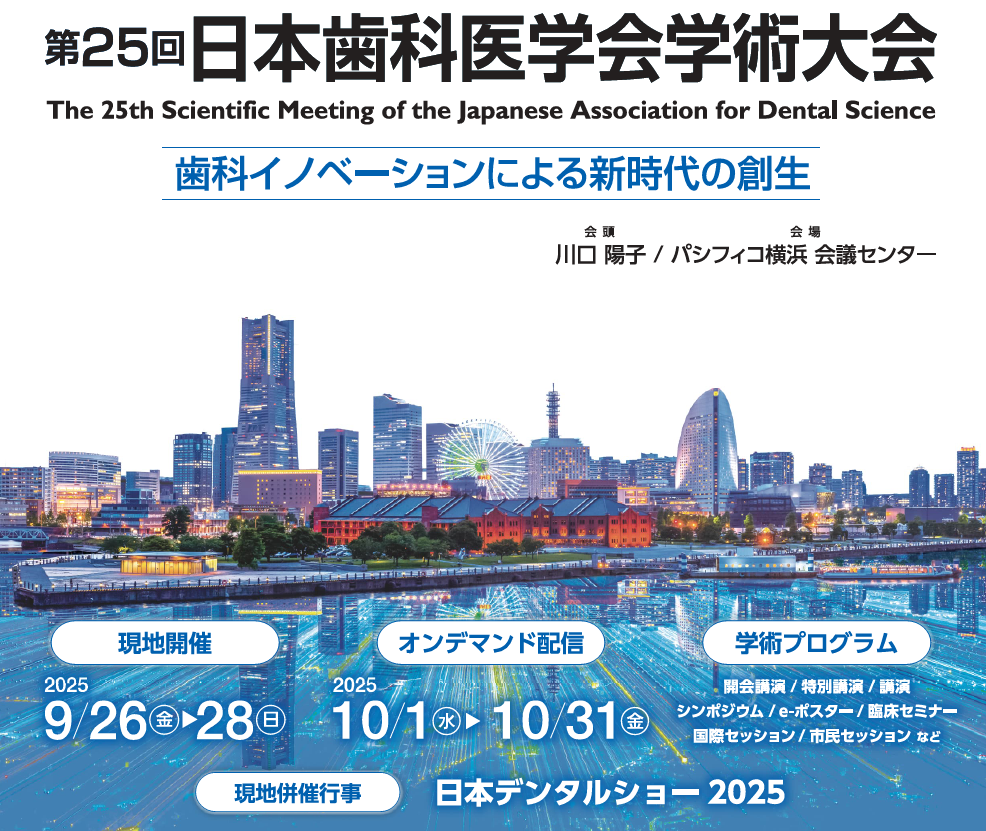 第25回日本歯科医学会学術大会
The 25th Scientific Meeting of the Japanese Association for Dental Science
歯科イノベーションによる新時代の創生
会頭 会場
川口 陽子 / パシフィコ横浜 会議センター
現地開催
2025
9/26㊎▶28㊐
オンデマンド配信
2025
10/1㊌▶10/31㊎
学術プログラム
開会講演 / 特別講演 / 講演
シンポジウム / e-ポスター / 臨床セミナー
国際セッション / 市民セッション など
現地併催行事
日本デンタルショー 2025